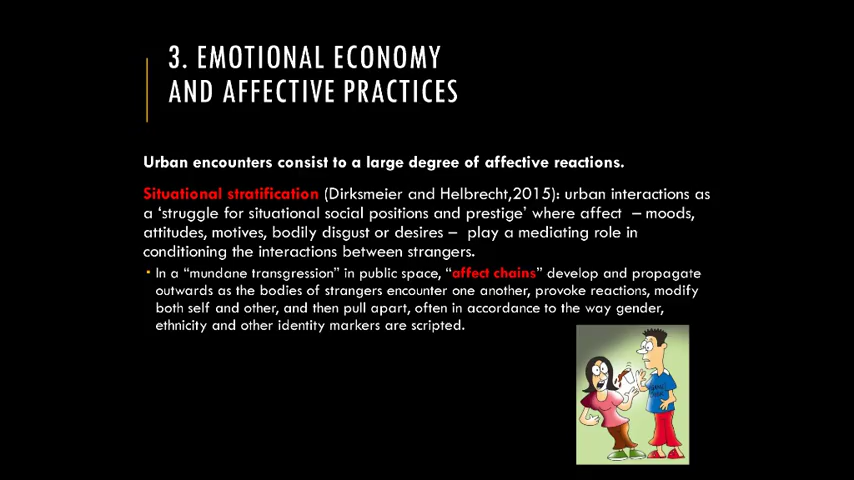 3. EMOTIONAL ECONOMY
AND AFFECTIVE PRACTICES
Urban encounters consist to a large degree of affective reactions.
Situational stratification (Dirksmeier and Helbrecht,2015): urban interactions as
a ‘struggle for situational social positions and prestige’ where affect – moods,
attitudes, motives, bodily disgust or desires – play a mediating role in
conditioning the interactions between strangers.
▪ In a “mundane transgression” in public space, “affect chains” develop and propagate
outwards as the bodies of strangers encounter one another, provoke reactions, modify
both self and other, and then pull apart, often in accordance to the way gender,
ethnicity and other identity markers are scripted.